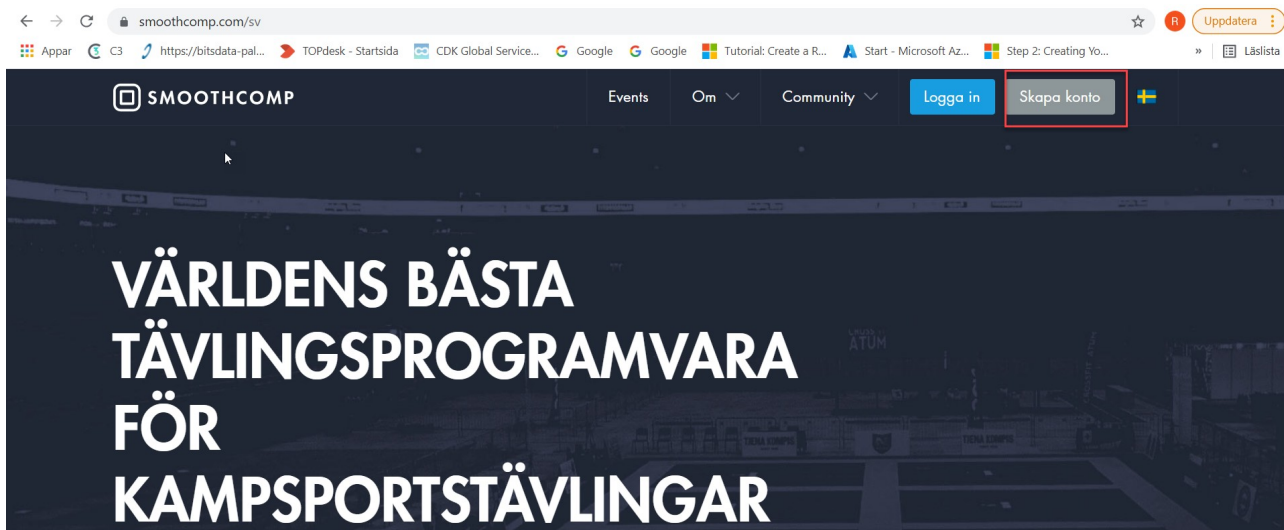 smoothcomp.com/sv
R
Uppdatera
Appar
C3
https://bitsdata-pal...
TOPdesk - Startsida
CDK Global Service...
Google
Google
Tutorial: Create a R...
Start - Microsoft Az...
Step 2: Creating Yo...
»
Läslista
SMOOTHCOMP
Events
Om
Community
Logga in
Skapa konto
VÄRLDENS BÄSTA
TÄVLINGSPROGRAMVARA
FÖR
KAMPSPORTSTÄVLINGAR